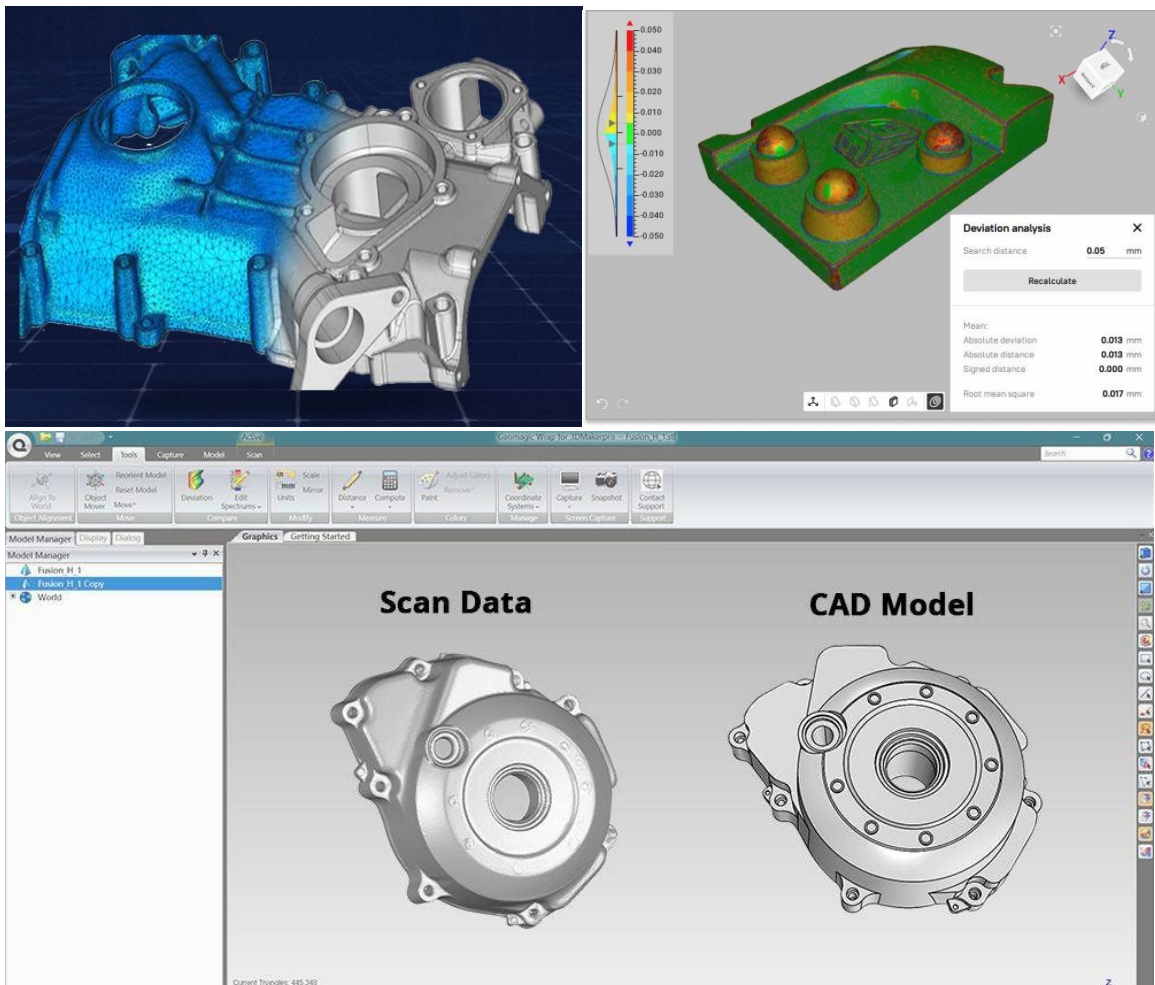 0.050
0.040
0.030
0.020
0.010
0.000
-0.010
-0.020
-0.030
-0.040
-0.050
Z
X
Y
RIGHT
Deviation analysis
Search distance 0.05 mm
Recalculate
Mean:
Absolute deviation 0.013 mm
Absolute distance 0.013 mm
Signed distance 0.000 mm
Root mean square 0.017 mm
Active
Geomagic Wrap for 3DMakerpro -- Fusion_H_1.stl
View Select Tools Capture Model Scan
Search
Align To World
Object Mover
Reorient Model
Reset Model
Move
Deviation
Edit Spectrums
Units
mm
Scale
Mirror
Distance
Compute
Paint
Adjust Colors
Remove
Coordinate Systems
Capture
Snapshot
Contact Support
Object Alignment Move Compare Modify Measure Colors Manage Screen Capture Support
Model Manager Display Dialog
Graphics Getting Started
Model Manager
Fusion_H_1
Fusion_H_1 Copy
World
Scan Data
CAD Model
Current Triangles: 445,348
Z